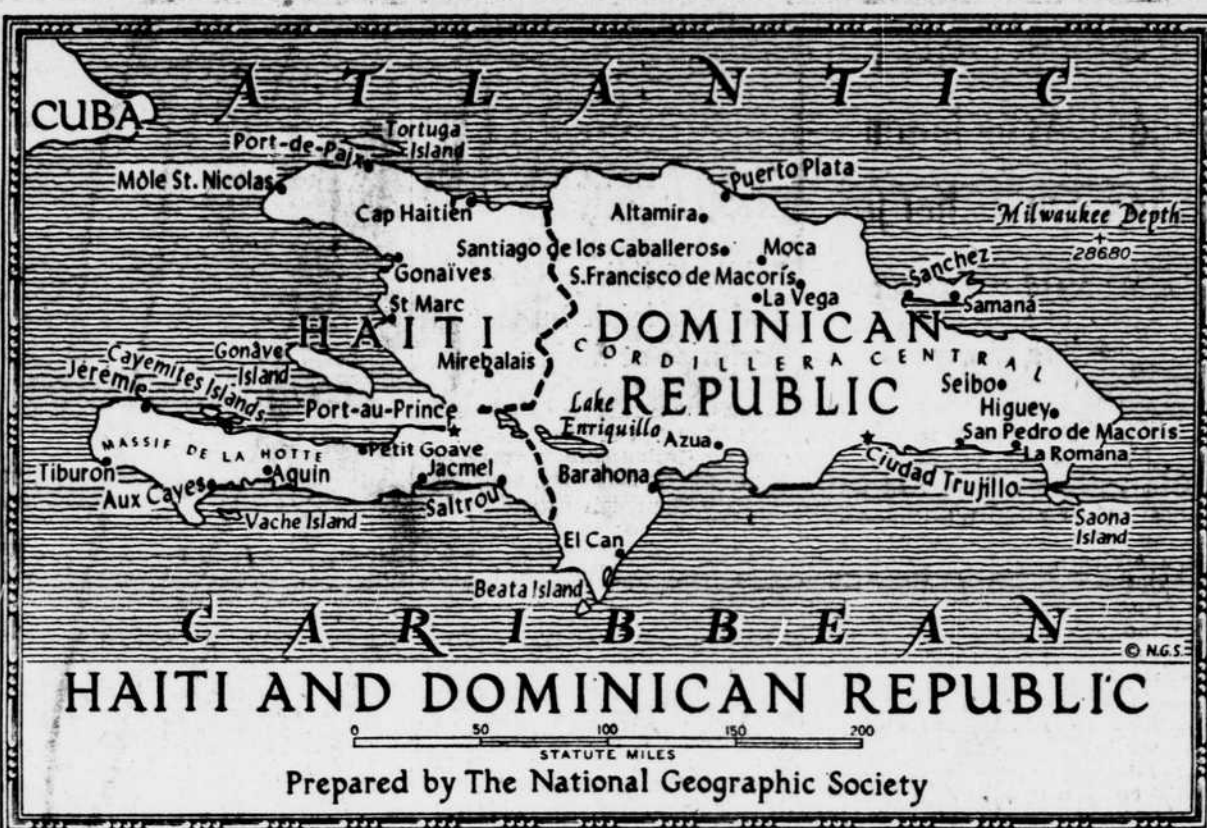 ATLANTIC
CUBA
Tortuga
Island
Port-de-Paix
Môle St. Nicolas
Puerto Plata
Cap Haitien
Altamira
Milwaukee Depth
+
28680
Santiago de los Caballeros
Moca
Gonaïves
S.Francisco de Macorís
Sanchez
La Vega
Samaná
St Marc
HAITI
DOMINICAN
CORDILLERA CENTRAL
Gonâve
Island
Mirebalais
Cayemites Islands
Jérémie
REPUBLIC
Seibo
Lake
Enriquillo
Port-au-Prince
Higuey
MASSIF DE LA HOTTE
Petit Goave
Azua
San Pedro de Macorís
La Romana
Tiburon
Aquin
Jacmel
Barahona
Ciudad Trujillo
Aux Cayes
Saltrou
Vache Island
Saona
Island
El Can
Beata Island
CARIBBEAN
© N.G.S.
HAITI AND DOMINICAN REPUBLIC
0 50 100 150 200
STATUTE MILES
Prepared by The National Geographic Society